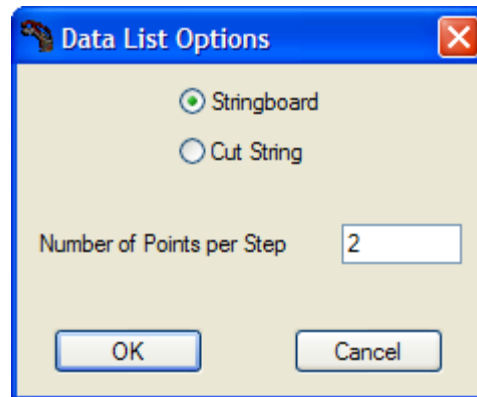 Data List Options
Stringboard
Cut String
Number of Points per Step 2
OK Cancel